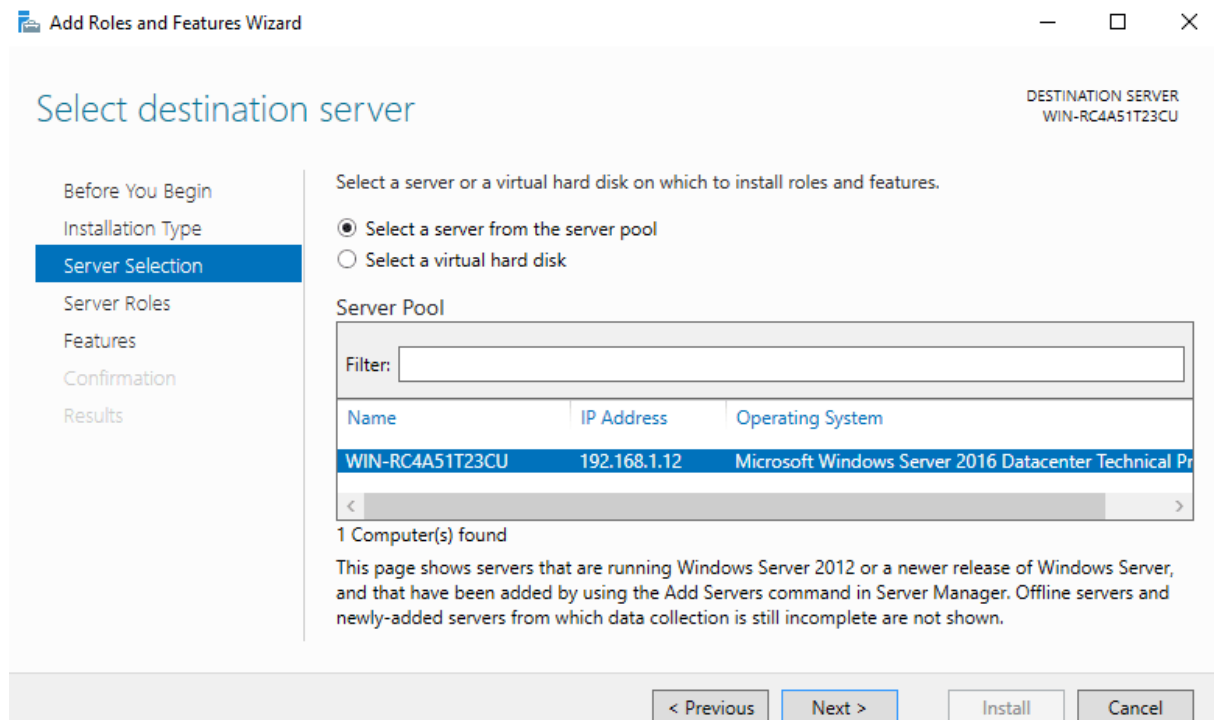 Add Roles and Features Wizard
Select destination server
DESTINATION SERVER
WIN-RC4A51T23CU
Before You Begin
Installation Type
Server Selection
Server Roles
Features
Confirmation
Results
Select a server or a virtual hard disk on which to install roles and features.
Select a server from the server pool
Select a virtual hard disk
Server Pool
Filter:
Name IP Address Operating System
WIN-RC4A51T23CU 192.168.1.12 Microsoft Windows Server 2016 Datacenter Technical Pr
1 Computer(s) found
This page shows servers that are running Windows Server 2012 or a newer release of Windows Server,
and that have been added by using the Add Servers command in Server Manager. Offline servers and
newly-added servers from which data collection is still incomplete are not shown.
< Previous Next > Install Cancel